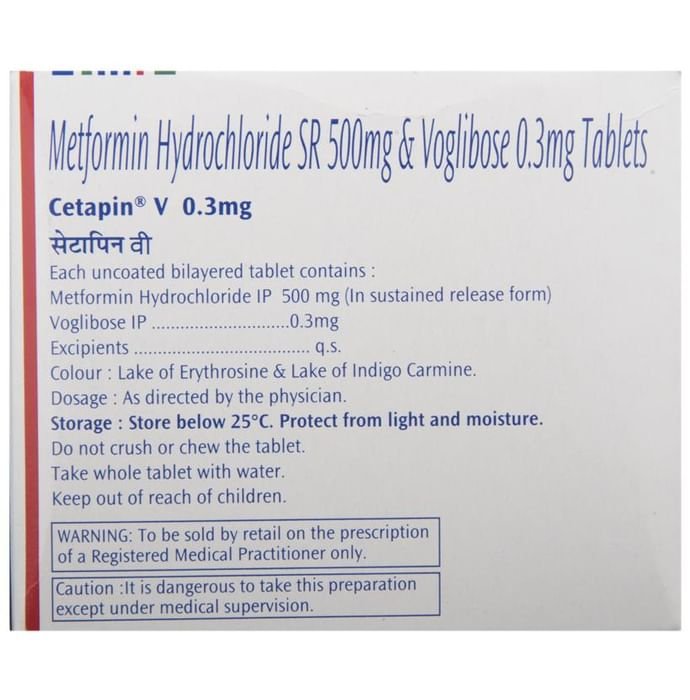 Metformin Hydrochloride SR 500mg & Voglibose 0.3mg Tablets
Cetapin® V 0.3mg
सेटापिन वी
Each uncoated bilayered tablet contains :
Metformin Hydrochloride IP 500 mg (In sustained release form)
Voglibose IP ............................0.3mg
Excipients .................................... q.s.
Colour : Lake of Erythrosine & Lake of Indigo Carmine.
Dosage : As directed by the physician.
Storage : Store below 25°C. Protect from light and moisture.
Do not crush or chew the tablet.
Take whole tablet with water.
Keep out of reach of children.
WARNING: To be sold by retail on the prescription
of a Registered Medical Practitioner only.
Caution :It is dangerous to take this preparation
except under medical supervision.